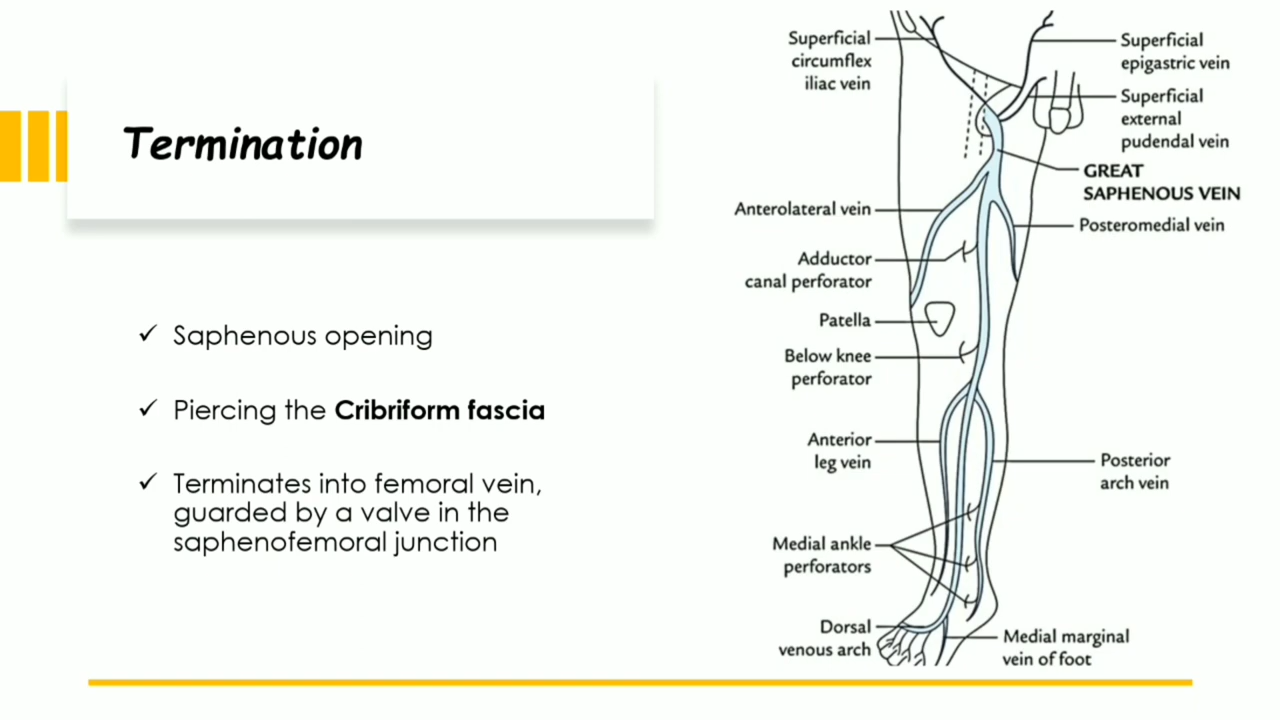 Termination
Saphenous opening
Piercing the Cribriform fascia
Terminates into femoral vein,
guarded by a valve in the
saphenofemoral junction
Superficial
circumflex
iliac vein
Anterolateral vein
Adductor
canal perforator
Patella
Below knee
perforator
Anterior
leg vein
Medial ankle
perforators
Dorsal
venous arch
Superficial
epigastric vein
Superficial
external
pudendal vein
GREAT
SAPHENOUS VEIN
Posteromedial vein
Posterior
arch vein
Medial marginal
vein of foot